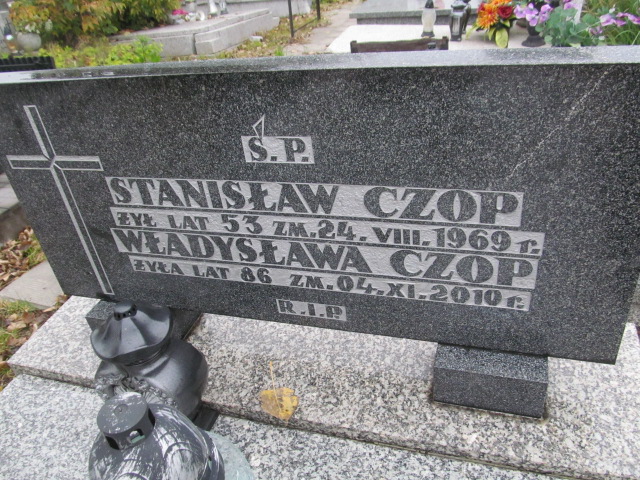 Ś. P.
STANISŁAW CZOP
ŻYŁ LAT 53 ZM. 24. VIII. 1969 r.
WŁADYSŁAWA CZOP
ŻYŁA LAT 86 ZM. 04. XI. 2010 r.
R.I.P.